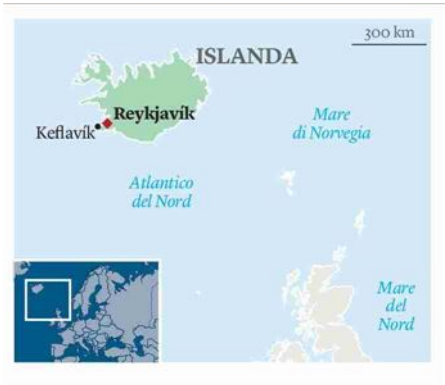 300 km
ISLANDA
Reykjavík
Keflavík
Mare
di Norvegia
Atlantico
del Nord
Mare
del
Nord